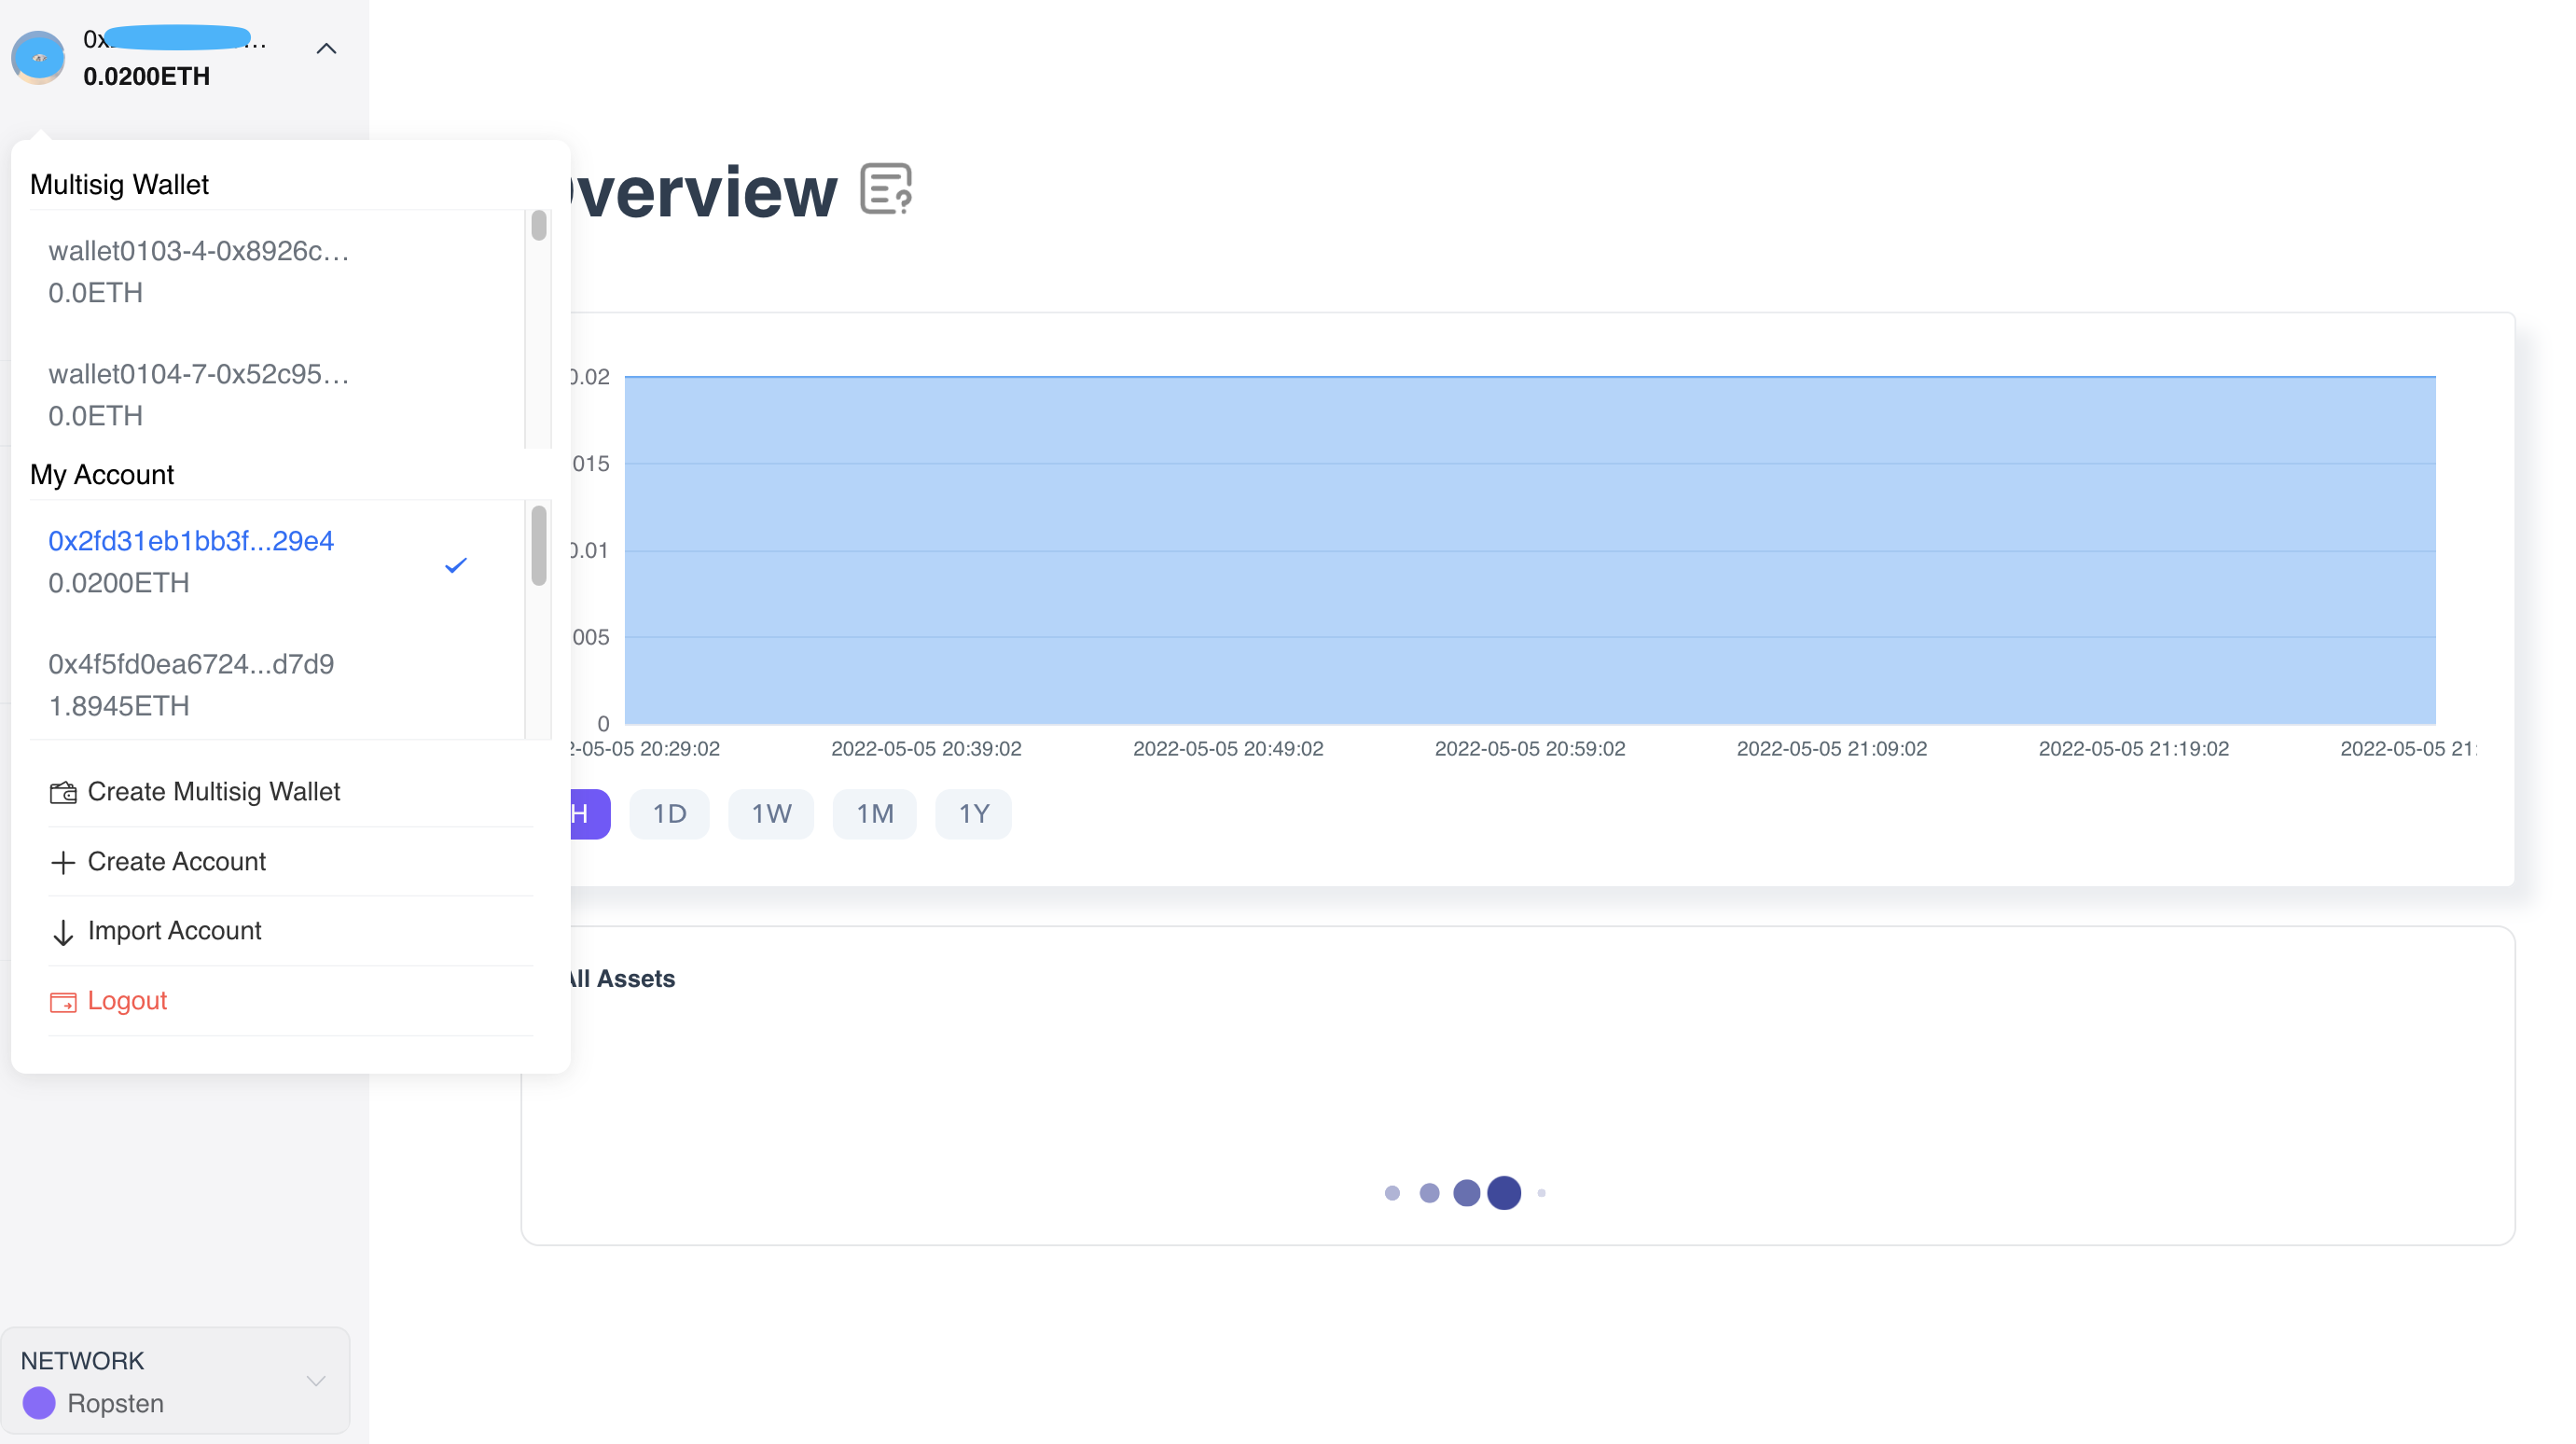 0x...
0.0200ETH
Multisig Wallet
wallet0103-4-0x8926c...
0.0ETH
wallet0104-7-0x52c95...
0.0ETH
My Account
0x2fd31eb1bb3f...29e4
0.0200ETH
0x4f5fd0ea6724...d7d9
1.8945ETH
Create Multisig Wallet
Create Account
Import Account
Logout
NETWORK
Ropsten
verview
0.02
015
0.01
005
0
2-05-05 20:29:02
2022-05-05 20:39:02
2022-05-05 20:49:02
2022-05-05 20:59:02
2022-05-05 21:09:02
2022-05-05 21:19:02
2022-05-05 21:
H
1D
1W
1M
1Y
All Assets